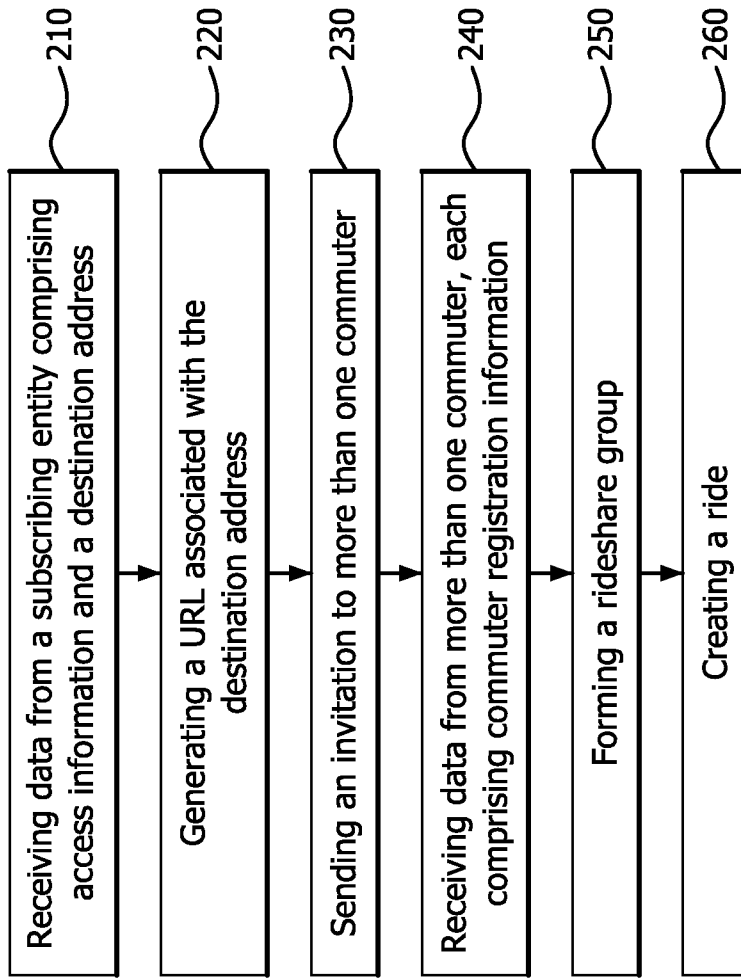 Receiving data from a subscribing entity comprising
access information and a destination address
210
Generating a URL associated with the
destination address
220
Sending an invitation to more than one commuter
230
Receiving data from more than one commuter, each
comprising commuter registration information
240
Forming a rideshare group
250
Creating a ride
260